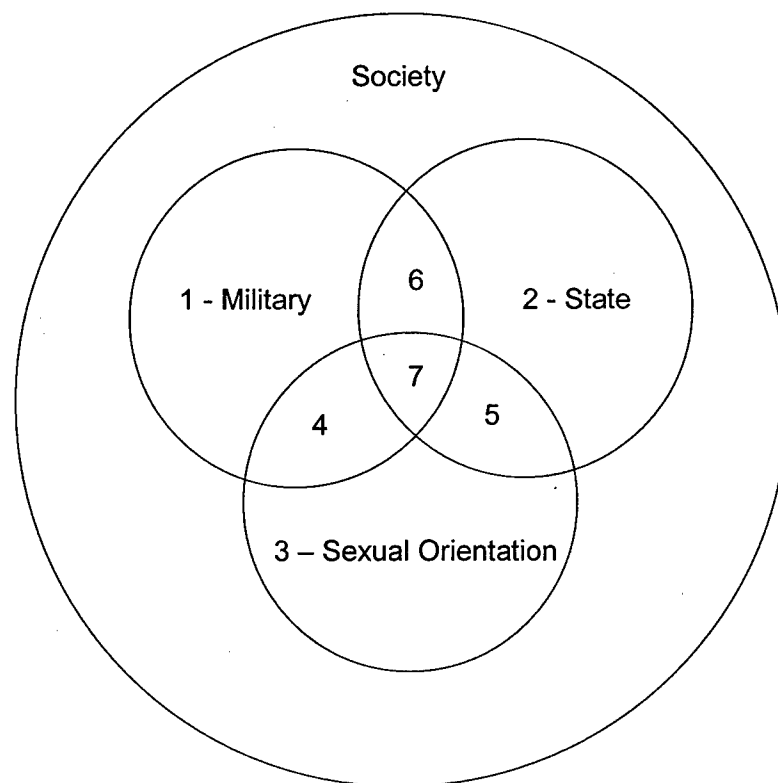 Society
1 - Military
6
2 - State
7
4
5
3 – Sexual Orientation